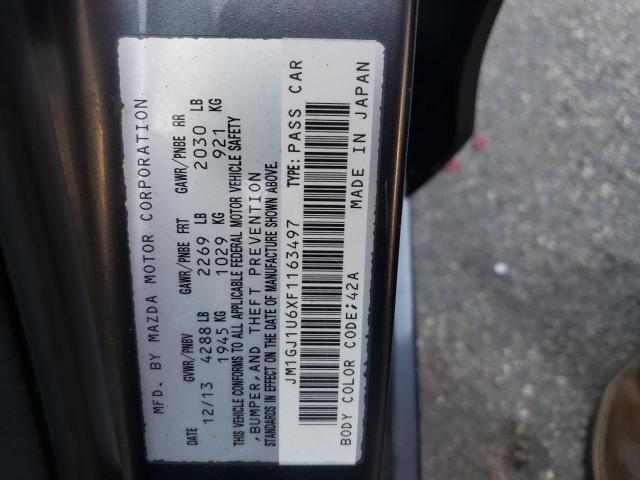 MFD. BY MAZDA MOTOR CORPORATION
GVWR/PNBV GAWR/PNBE FRT GAWR/PNBE RR
DATE 12/13 4288 LB 2269 LB 2030 LB
1945 KG 1029 KG 921 KG
THIS VEHICLE CONFORMS TO ALL APPLICABLE FEDERAL MOTOR VEHICLE SAFETY
,BUMPER,AND THEFT PREVENTION
STANDARDS IN EFFECT ON THE DATE OF MANUFACTURE SHOWN ABOVE.
JM1GJ1U6XF1163497 TYPE: PASS CAR
BODY COLOR CODE;42A MADE IN JAPAN